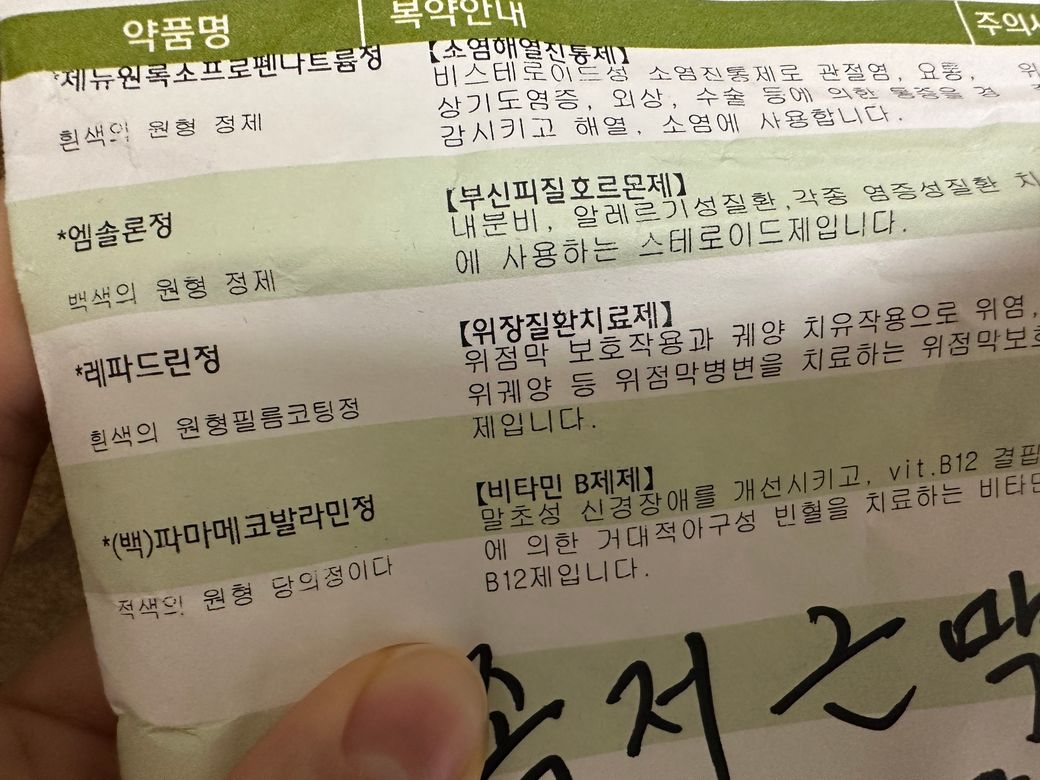 약품명 복약안내
*제뉴원록소프로펜나트륨정 【소염해열진통제】
비스테로이드성 소염진통제로 관절염, 요통,
상기도염증, 외상, 수술 등에 의한 통증을 경
흰색의 원형 정제 감시키고 해열, 소염에 사용합니다.
【부신피질호르몬제】
*엠솔론정 내분비, 알레르기성질환,각종 염증성질환 치
에 사용하는 스테로이드제입니다.
백색의 원형 정제
【위장질환치료제】
*레파드린정 위점막 보호작용과 궤양 치유작용으로 위염,
위궤양 등 위점막병변을 치료하는 위점막보호
흰색의 원형필름코팅정 제입니다.
【비타민 B제제】
*(백)파마메코발라민정 말초성 신경장애를 개선시키고, vit.B12 결핍
에 의한 거대적아구성 빈혈을 치료하는 비타민
적색의 원형 당의정이다 B12제입니다.